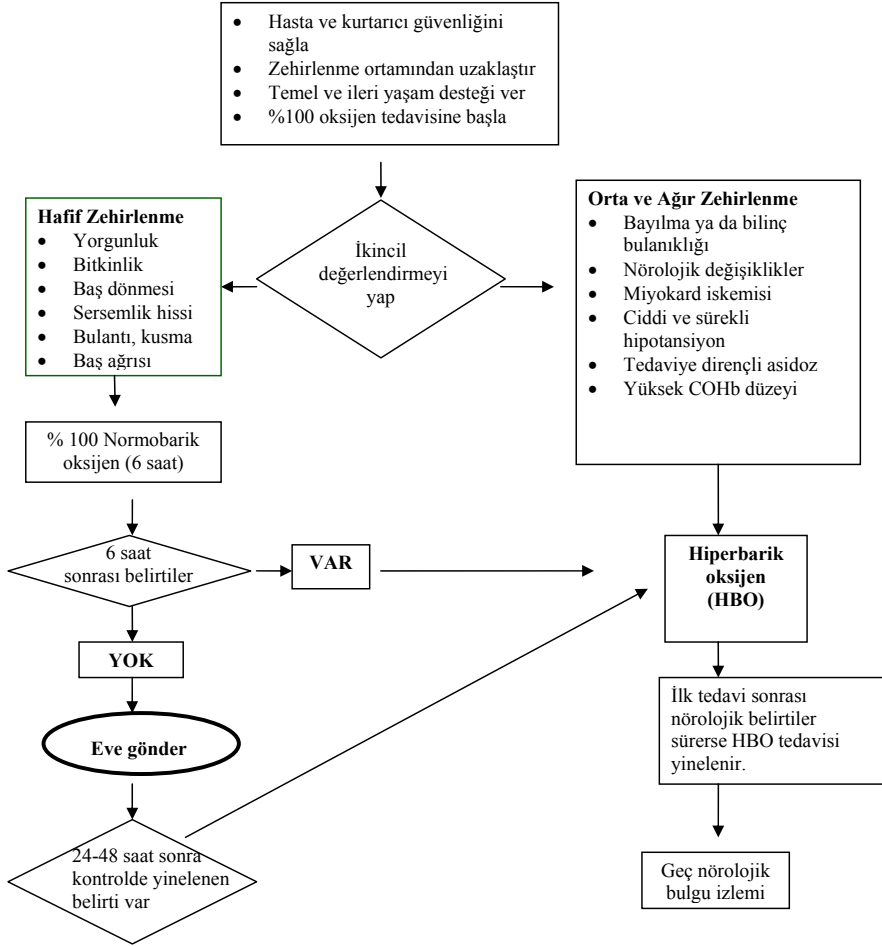 • Hasta ve kurtarıcı güvenliğini
sağla
• Zehirlenme ortamından uzaklaştır
• Temel ve ileri yaşam desteği ver
• %100 oksijen tedavisine başla
İkincil
değerlendirmeyi
yap
Hafif Zehirlenme
• Yorgunluk
• Bitkinlik
• Baş dönmesi
• Sersemlik hissi
• Bulantı, kusma
• Baş ağrısı
Orta ve Ağır Zehirlenme
• Bayılma ya da bilinç
bulanıklığı
• Nörolojik değişiklikler
• Miyokard iskemisi
• Ciddi ve sürekli
hipotansiyon
• Tedaviye dirençli asidoz
• Yüksek COHb düzeyi
% 100 Normobarik
oksijen (6 saat)
6 saat
sonrası belirtiler
VAR
Hiperbarik
oksijen
(HBO)
YOK
Eve gönder
İlk tedavi sonrası
nörolojik belirtiler
sürerse HBO tedavisi
yinelenir.
24-48 saat sonra
kontrolde yinelenen
belirti var
Geç nörolojik
bulgu izlemi